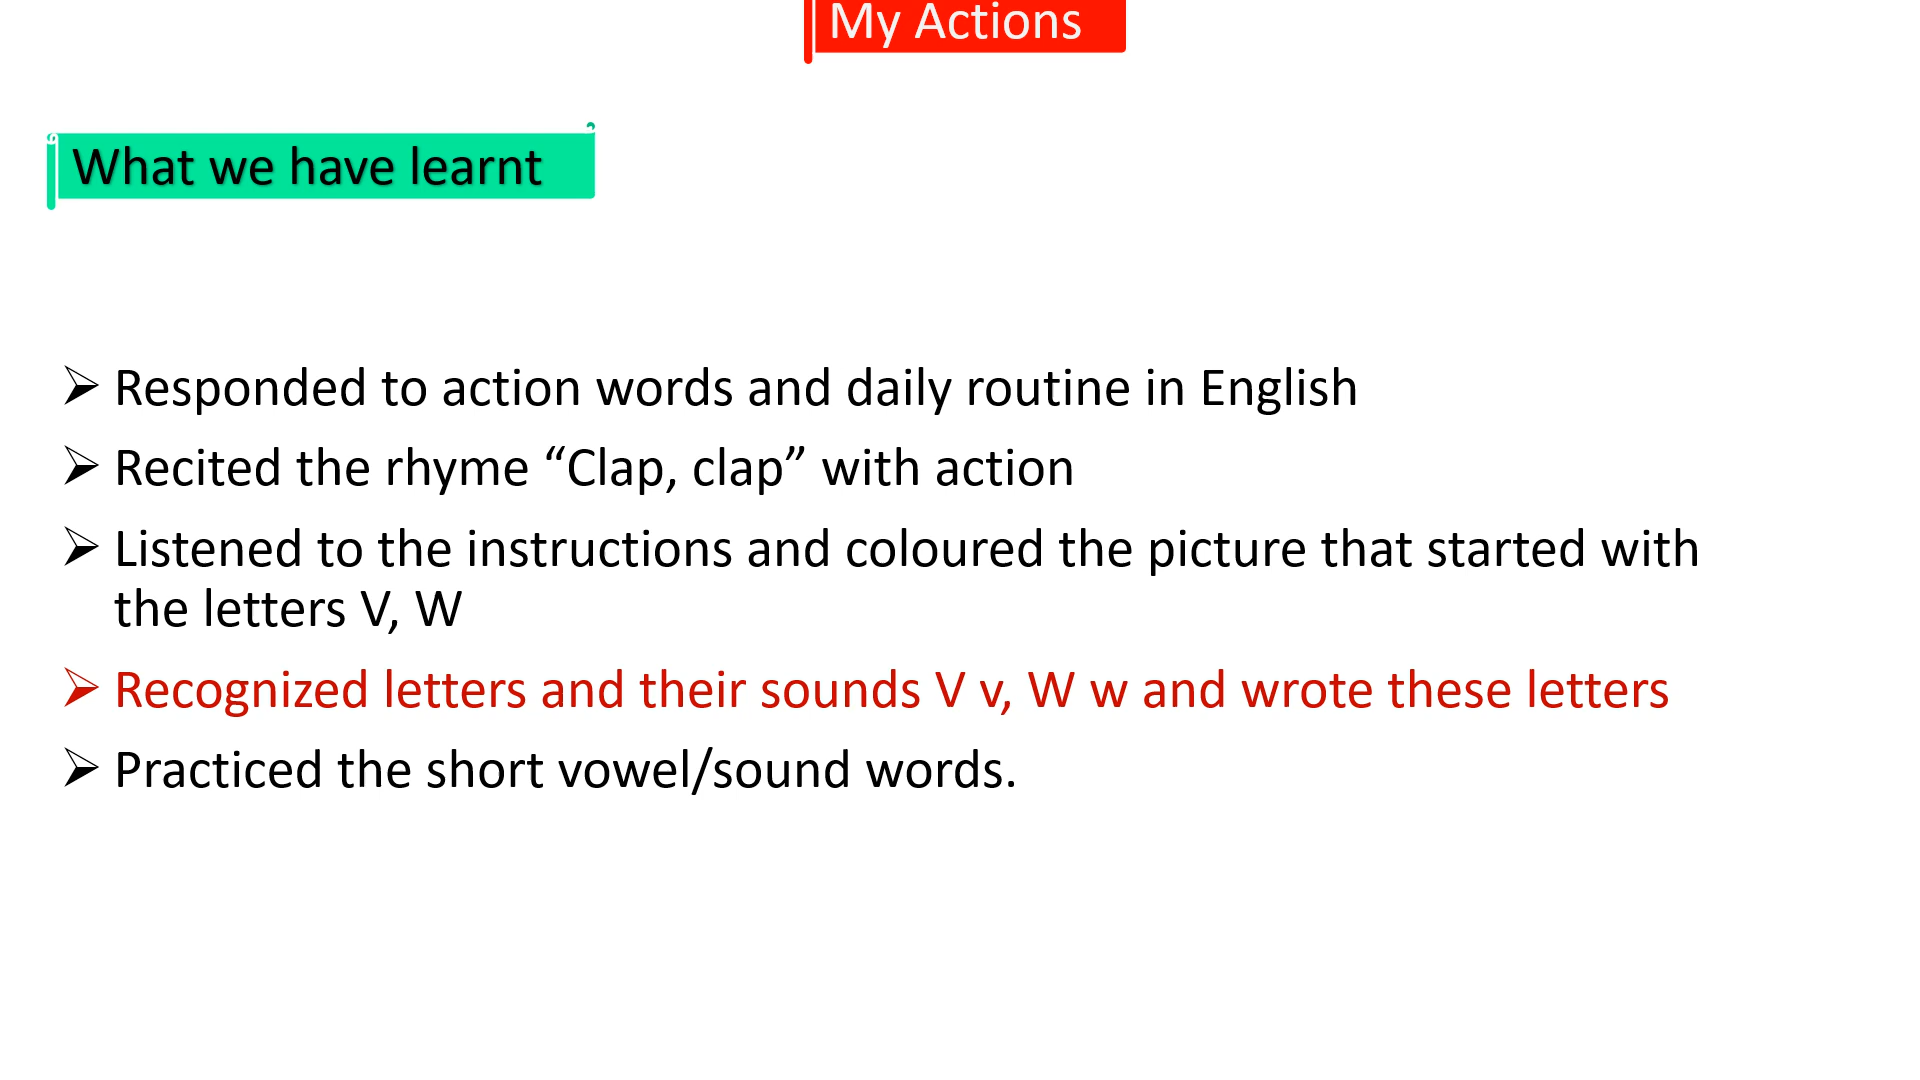 My Actions
What we have learnt
➢ Responded to action words and daily routine in English
➢ Recited the rhyme “Clap, clap” with action
➢ Listened to the instructions and coloured the picture that started with
the letters V, W
➢ Recognized letters and their sounds V v, W w and wrote these letters
➢ Practiced the short vowel/sound words.